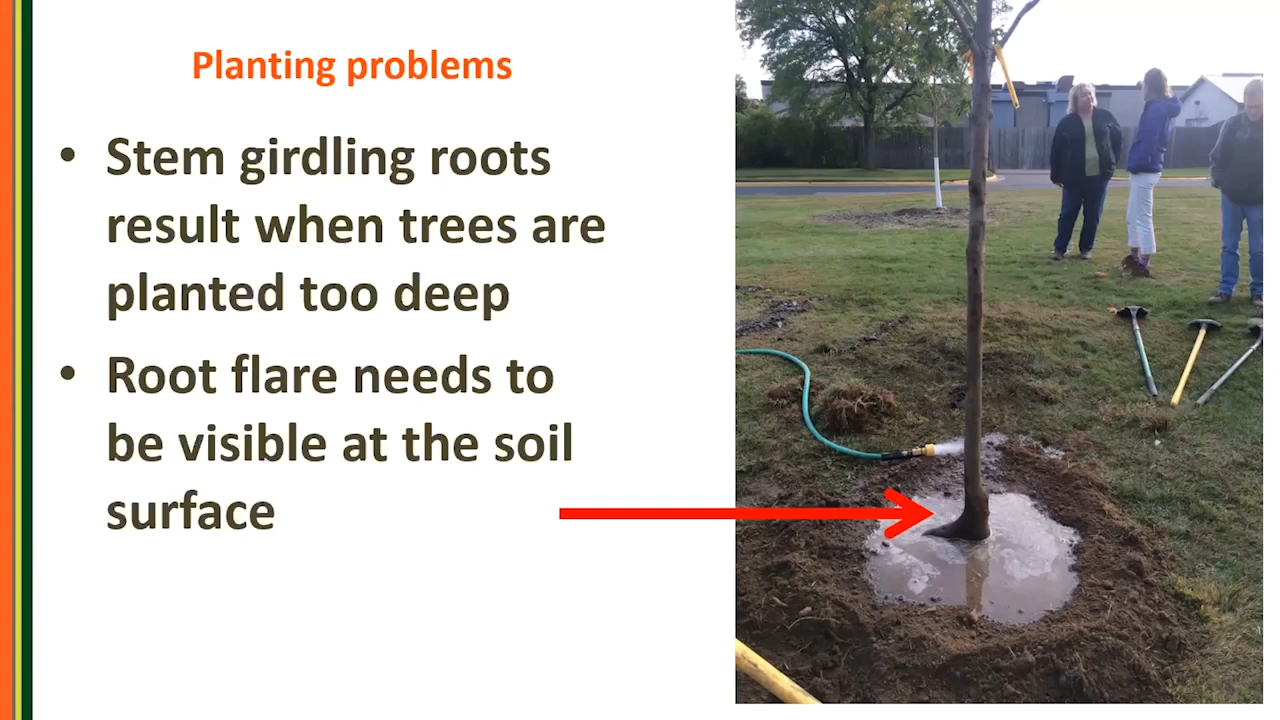 Planting problems
• Stem girdling roots
result when trees are
planted too deep
• Root flare needs to
be visible at the soil
surface